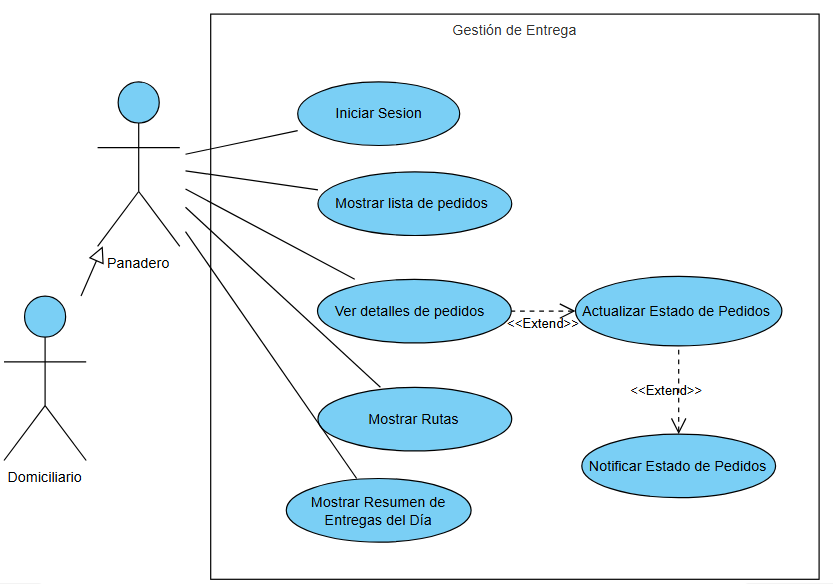 Gestión de Entrega
Iniciar Sesion
Mostrar lista de pedidos
Panadero
Ver detalles de pedidos
<<Extend>>
Actualizar Estado de Pedidos
<<Extend>>
Mostrar Rutas
Notificar Estado de Pedidos
Domiciliario
Mostrar Resumen de
Entregas del Día